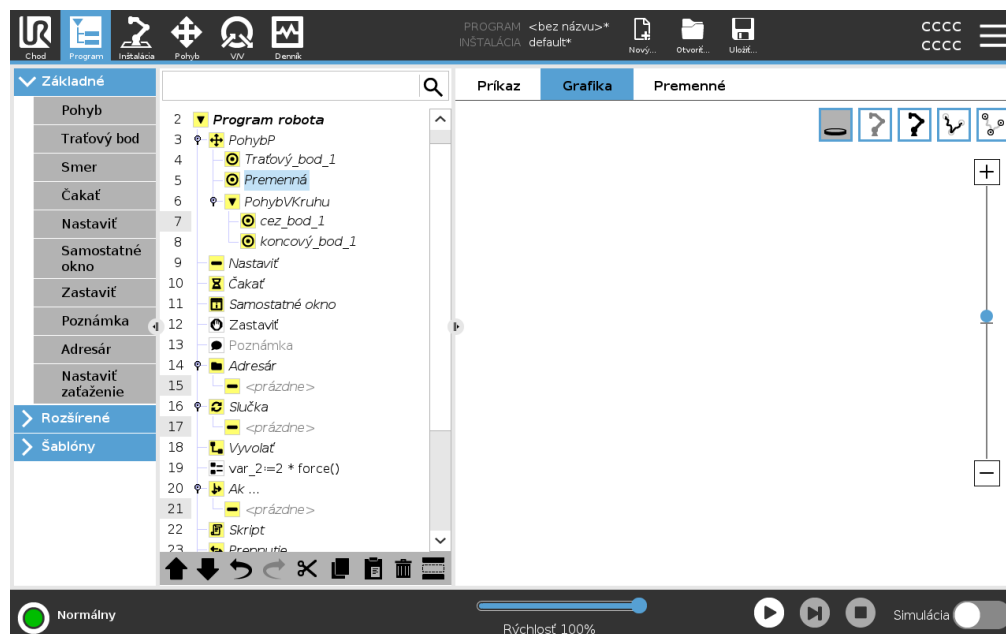 UR
Chod
Program
Inštalácia
Pohyb
V/V
Denník
PROGRAM <bez názvu>*
INŠTALÁCIA default*
Nový...
Otvoriť...
Uložiť...
CCCC
CCCC
Základné
Pohyb
Traťový bod
Smer
Čakať
Nastaviť
Samostatné
okno
Zastaviť
Poznámka
Adresár
Nastaviť
zaťaženie
Rozšírené
Šablóny
2 Program robota
3 PohybP
4 Traťový_bod_1
5 Premenná
6 PohybVKruhu
7 cez_bod_1
8 koncový_bod_1
9 Nastaviť
10 Čakať
11 Samostatné okno
12 Zastaviť
13 Poznámka
14 Adresár
15 <prázdne>
16 Slučka
17 <prázdne>
18 Vyvolať
19 var_2:=2 * force()
20 Ak ...
21 <prázdne>
22 Skript
23 Prepnutie
Príkaz
Grafika
Premenné
Normálny
Rýchlosť 100%
Simulácia